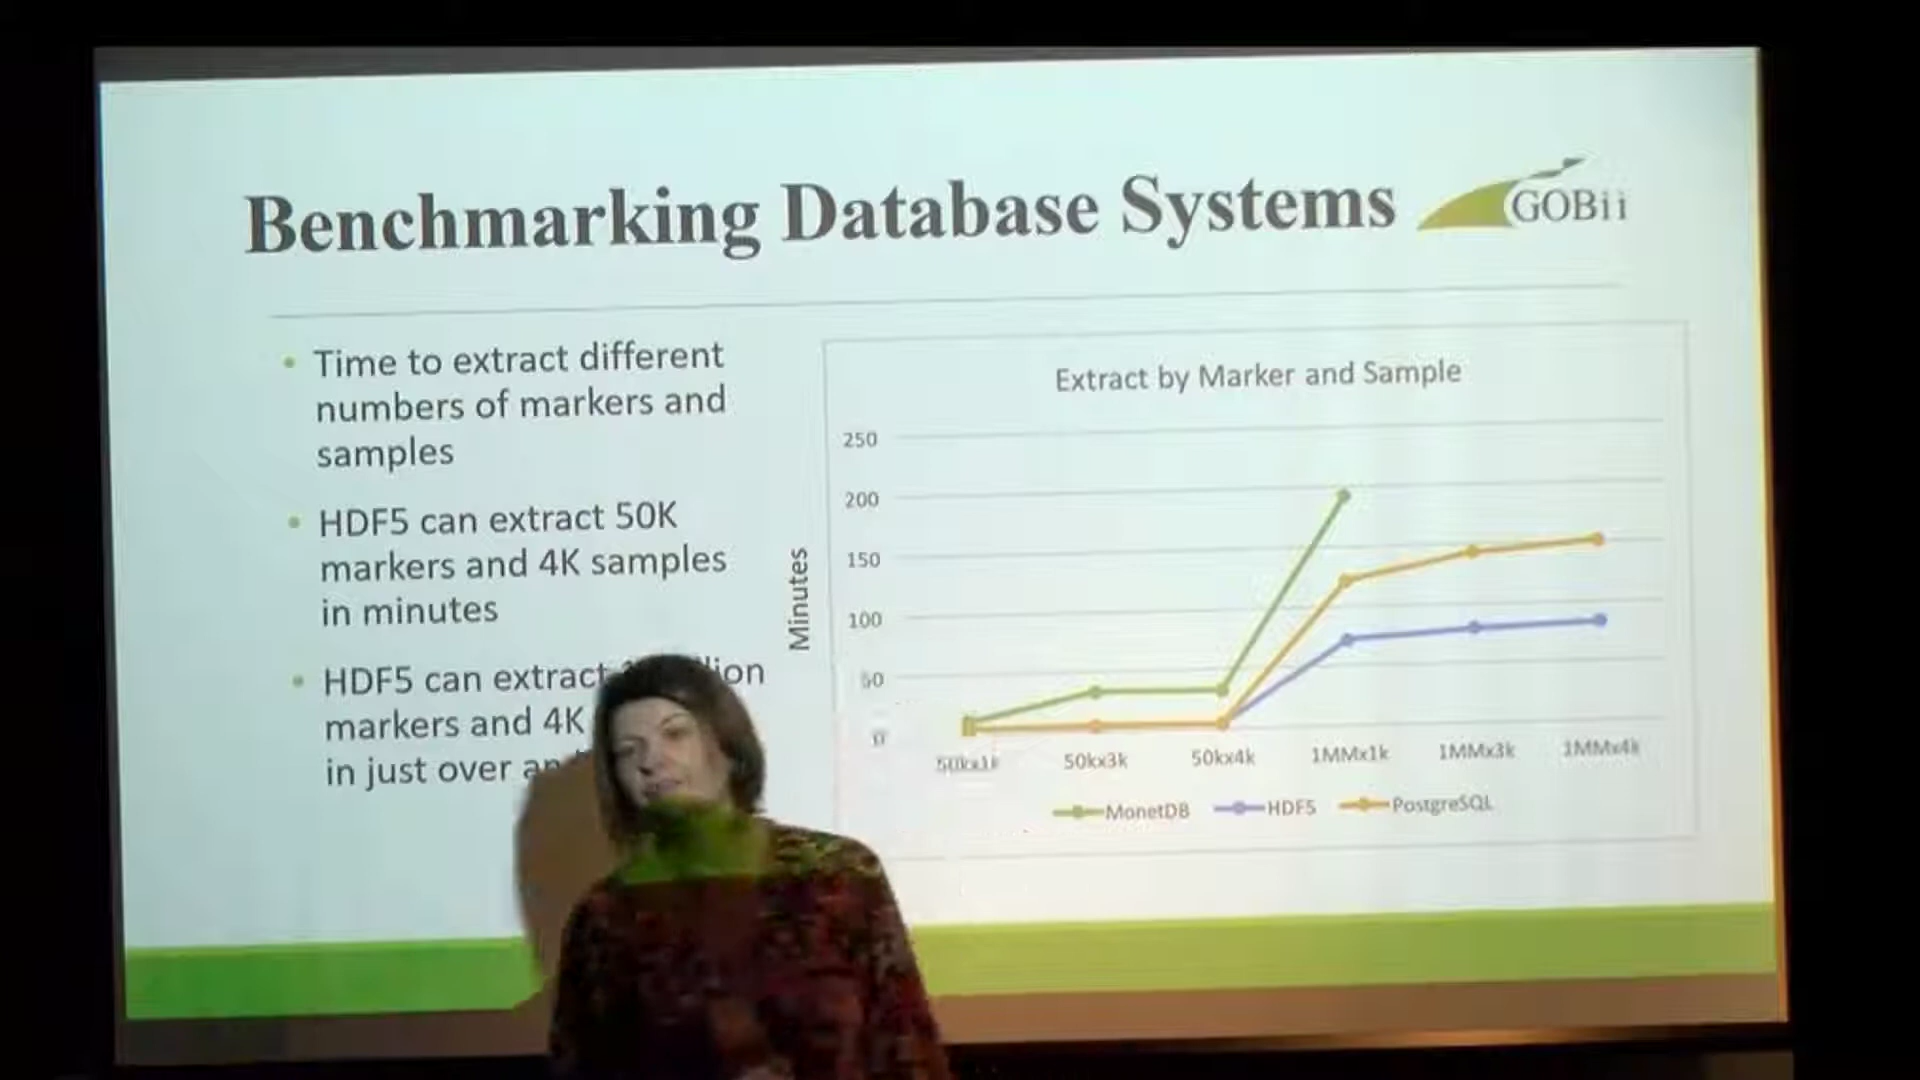 Benchmarking Database Systems
GOBii
• Time to extract different
numbers of markers and
samples
• HDF5 can extract 50K
markers and 4K samples
in minutes
• HDF5 can extract
markers and 4K
in just over
Extract by Marker and Sample
Minutes
250
200
150
100
50
0
50kx1k 50kx3k 50kx4k 1MMx1k 1MMx3k 1MMx4k
MonetDB HDF5 PostgreSQL